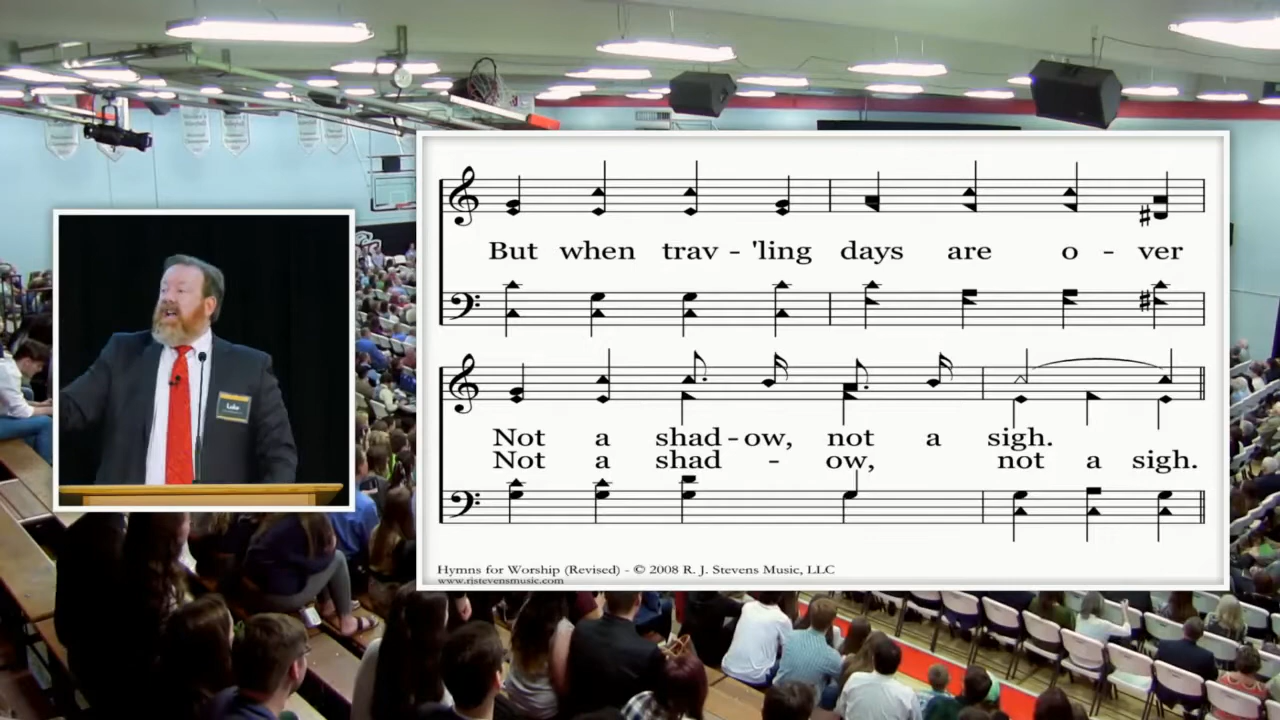 But when trav - 'ling days are o - ver
Not a shad - ow, not a sigh.
Not a shad - ow, not a sigh.
Hymns for Worship (Revised) - © 2008 R. J. Stevens Music, LLC
www.rjstevensmusic.com
Luke